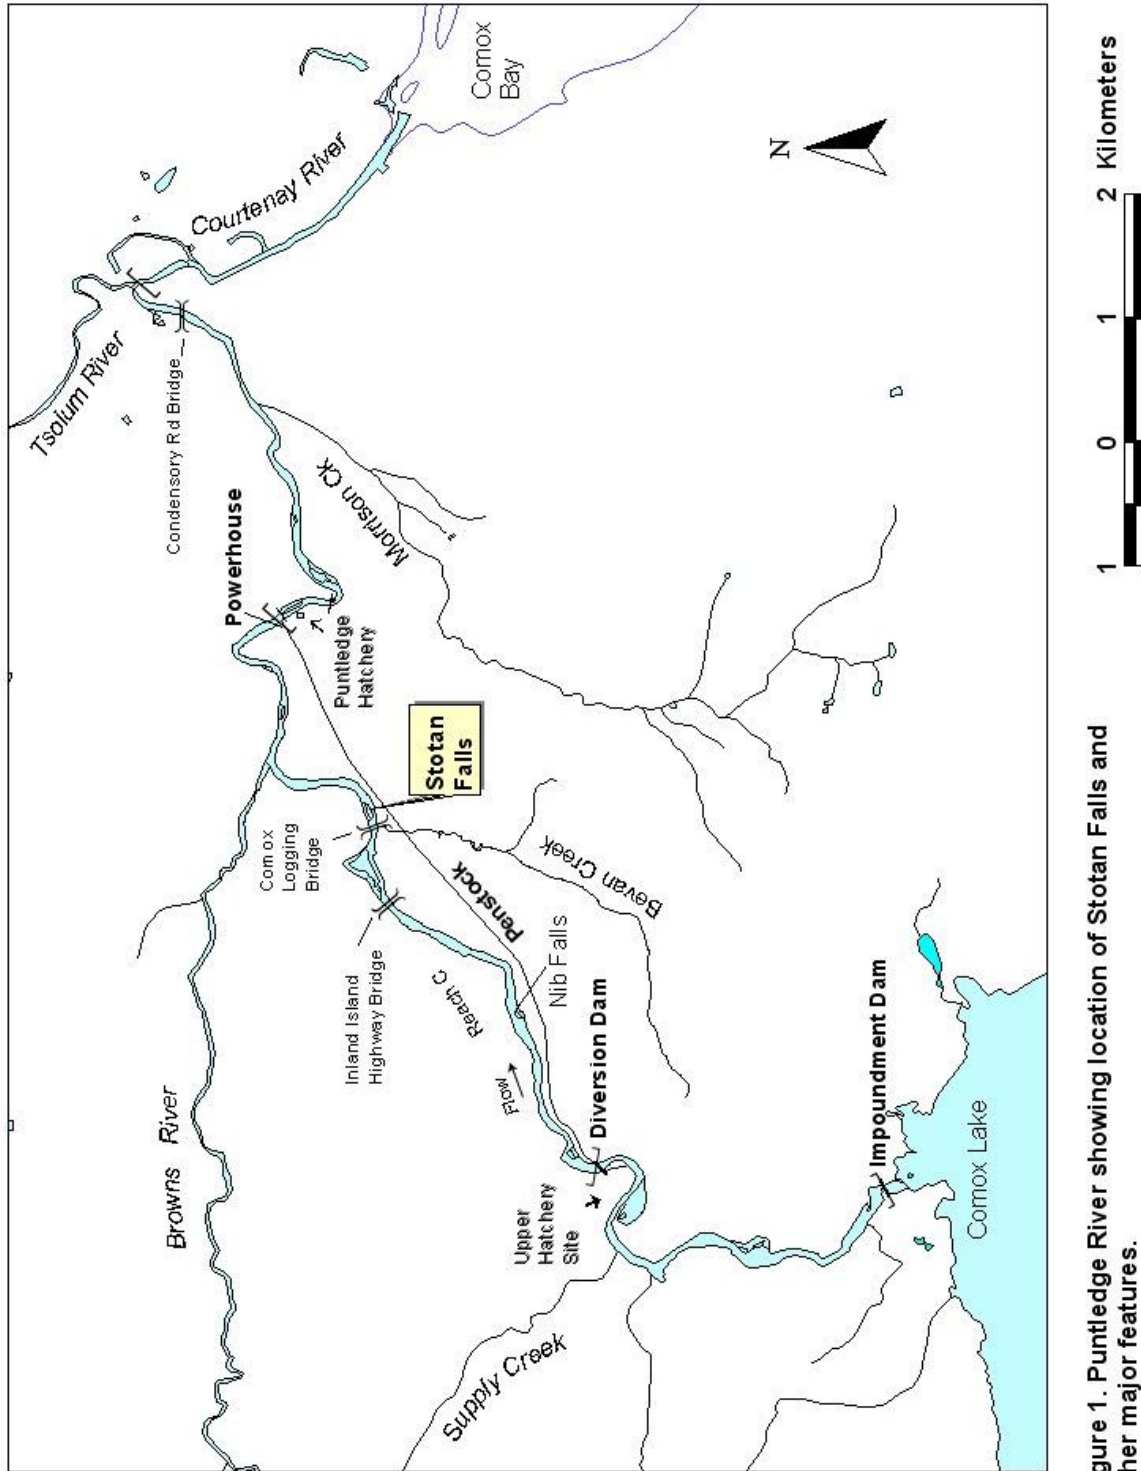 Tsolum River
Browns River
Condensory Rd Bridge
Courtenay River
Powerhouse
Comox
Logging
Bridge
Inland Island
Highway Bridge
Puntledge
Hatchery
Stotan
Falls
Morrison Ck
Comox
Bay
Reach C
Penstock
Flow
Nib Falls
Bevan Creek
Supply Creek
Upper
Hatchery
Site
Diversion Dam
Impoundment Dam
Comox Lake
N
gure 1. Puntledge River showing location of Stotan Falls and
her major features.
1 0 1 2 Kilometers